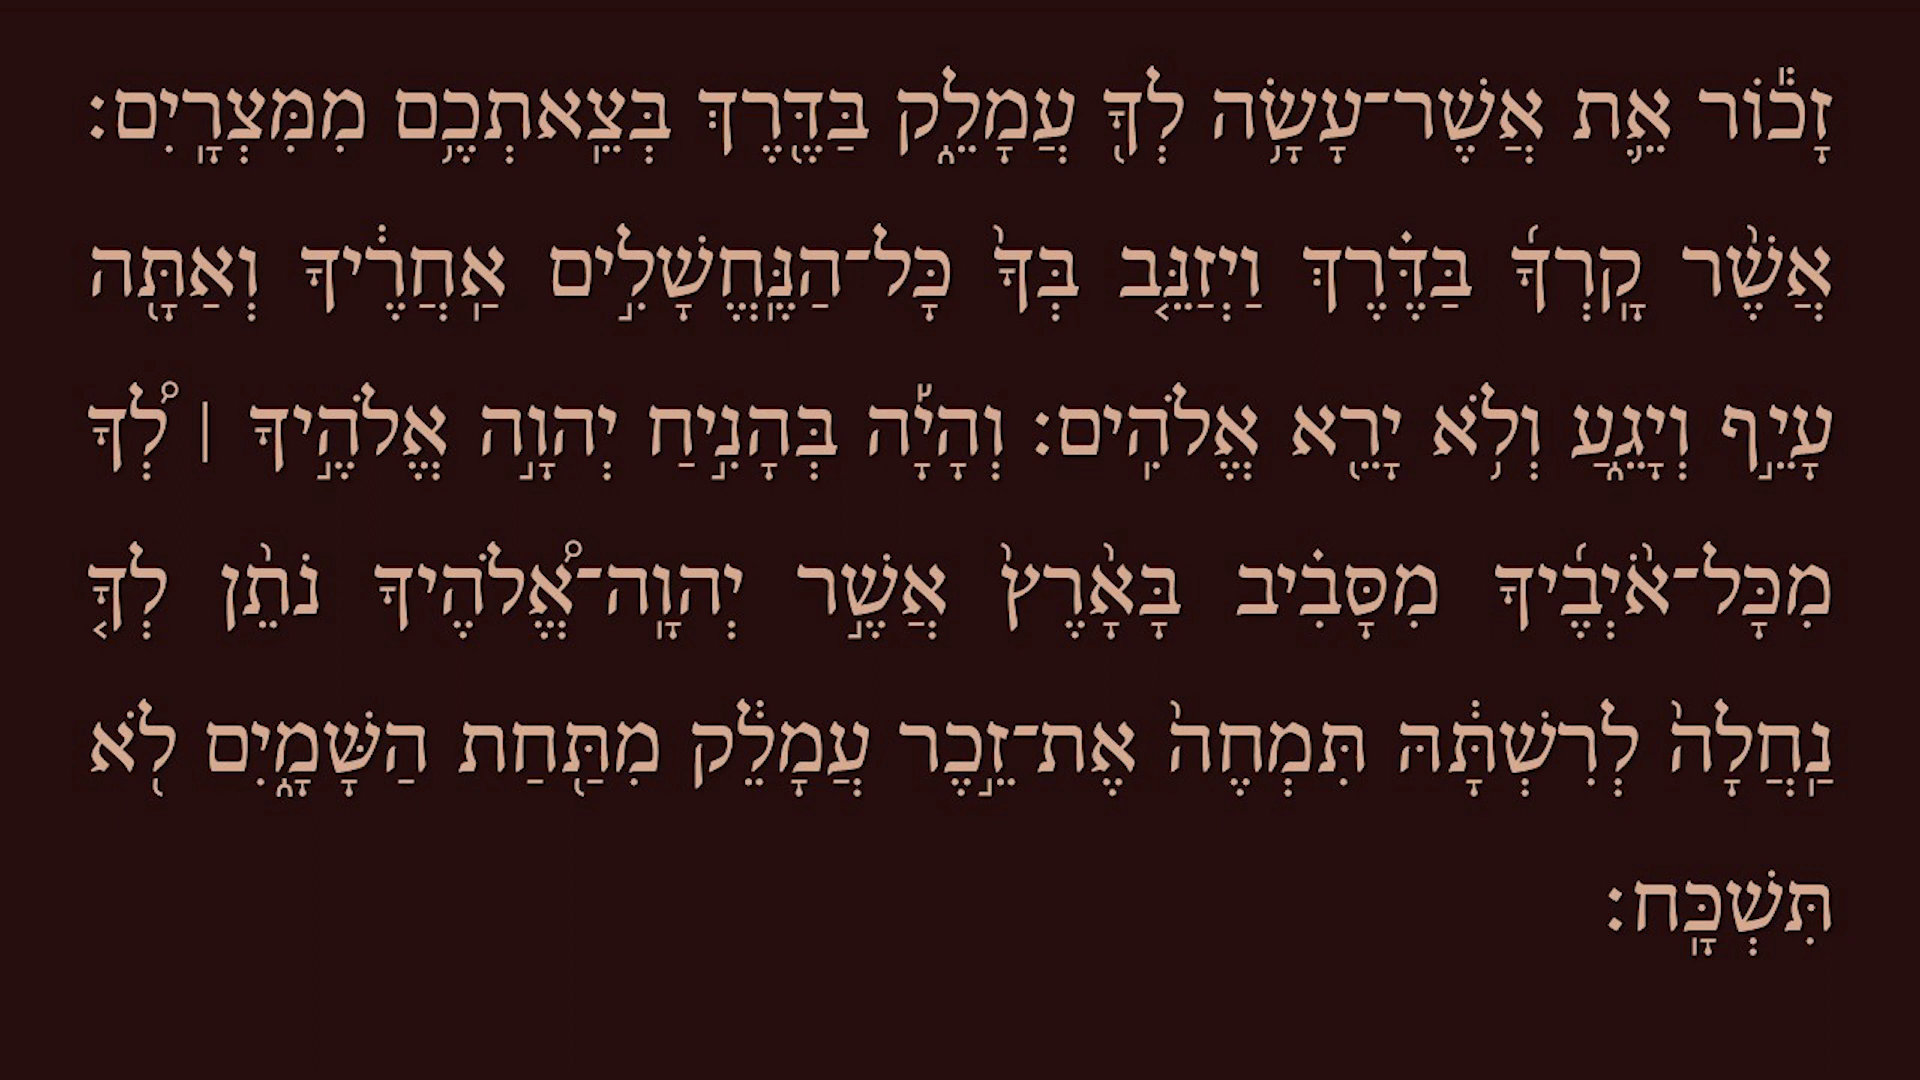 זָכ֕וֹר אֵ֛ת אֲשֶׁר־עָשָׂ֥ה לְךָ֖ עֲמָלֵ֑ק בַּדֶּ֖רֶךְ בְּצֵֽאתְכֶ֥ם מִמִּצְרָֽיִם׃
אֲשֶׁ֨ר קָֽרְךָ֜ בַּדֶּ֗רֶךְ וַיְזַנֵּ֤ב בְּךָ֙ כָּל־הַנֶּֽחֱשָׁלִ֣ים אַֽחֲרֶ֔יךָ וְאַתָּ֖ה
עָיֵ֣ף וְיָגֵ֑עַ וְלֹ֥א יָרֵ֖א אֱלֹהִֽים׃ וְהָיָ֡ה בְּהָנִ֣יחַ יְהוָ֣ה אֱלֹהֶ֣יךָ ׀ לְ֠ךָ
מִכָּל־אֹ֨יְבֶ֜יךָ מִסָּבִ֗יב בָּאָ֙רֶץ֙ אֲשֶׁ֣ר יְהוָֽה־אֱ֠לֹהֶיךָ נֹתֵ֨ן לְךָ֤
נַֽחֲלָה֙ לְרִשְׁתָּ֔הּ תִּמְחֶה֙ אֶת־זֵ֣כֶר עֲמָלֵ֔ק מִתַּ֖חַת הַשָּׁמָ֑יִם לֹ֖א
תִּשְׁכָּֽח׃